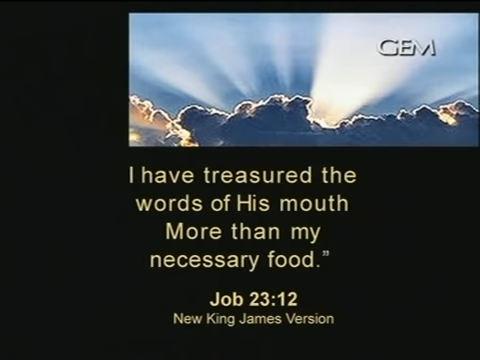 GEM
I have treasured the
words of His mouth
More than my
necessary food.”
Job 23:12
New King James Version